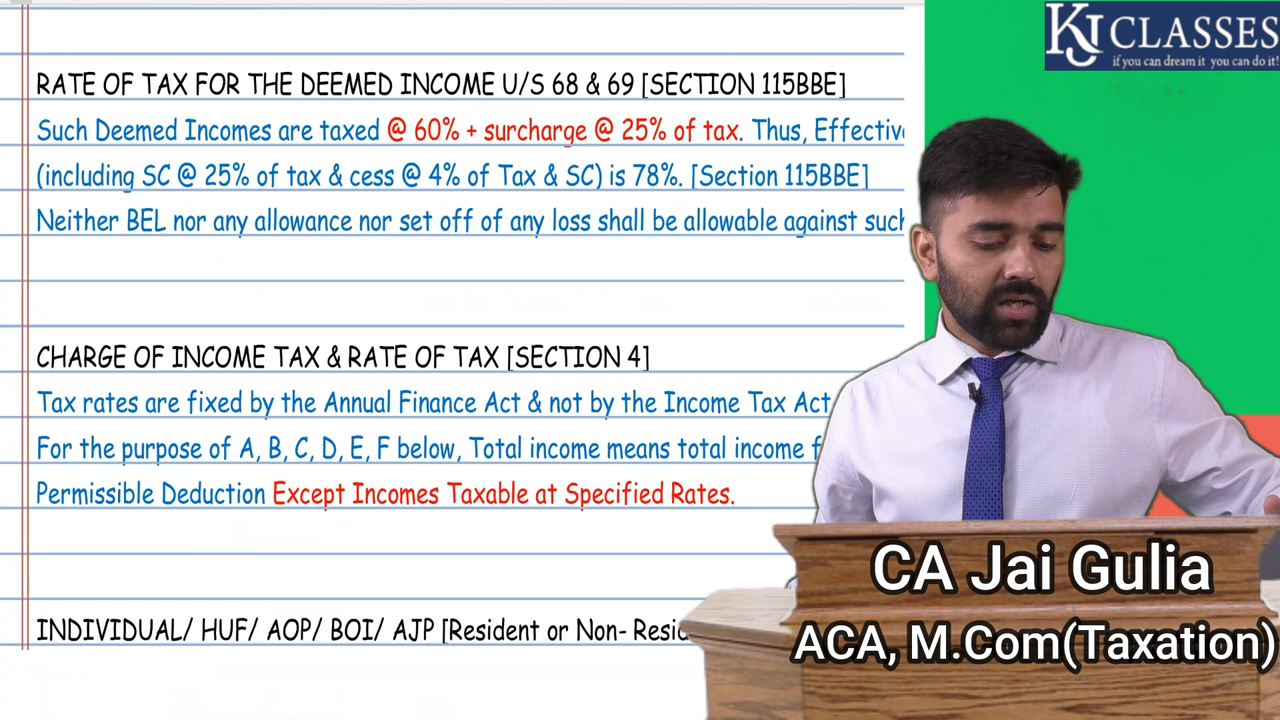 KJ CLASSES
if you can dream it you can do it!
RATE OF TAX FOR THE DEEMED INCOME U/S 68 & 69 [SECTION 115BBE]
Such Deemed Incomes are taxed @ 60% + surcharge @ 25% of tax. Thus,
(including SC @ 25% of tax & cess @ 4% of Tax & SC) is 78%. [Section 115BBE]
Neither BEL nor any allowance nor set off of any loss shall be allowable against such
CHARGE OF INCOME TAX & RATE OF TAX [SECTION 4]
Tax rates are fixed by the Annual Finance Act & not by the Income Tax Act
For the purpose of A, B, C, D, E, F below, Total income means total income
Permissible Deduction Except Incomes Taxable at Specified Rates.
INDIVIDUAL/ HUF/ AOP/ BOI/ AJP [Resident or Non-
CA Jai Gulia
ACA, M.Com(Taxation)